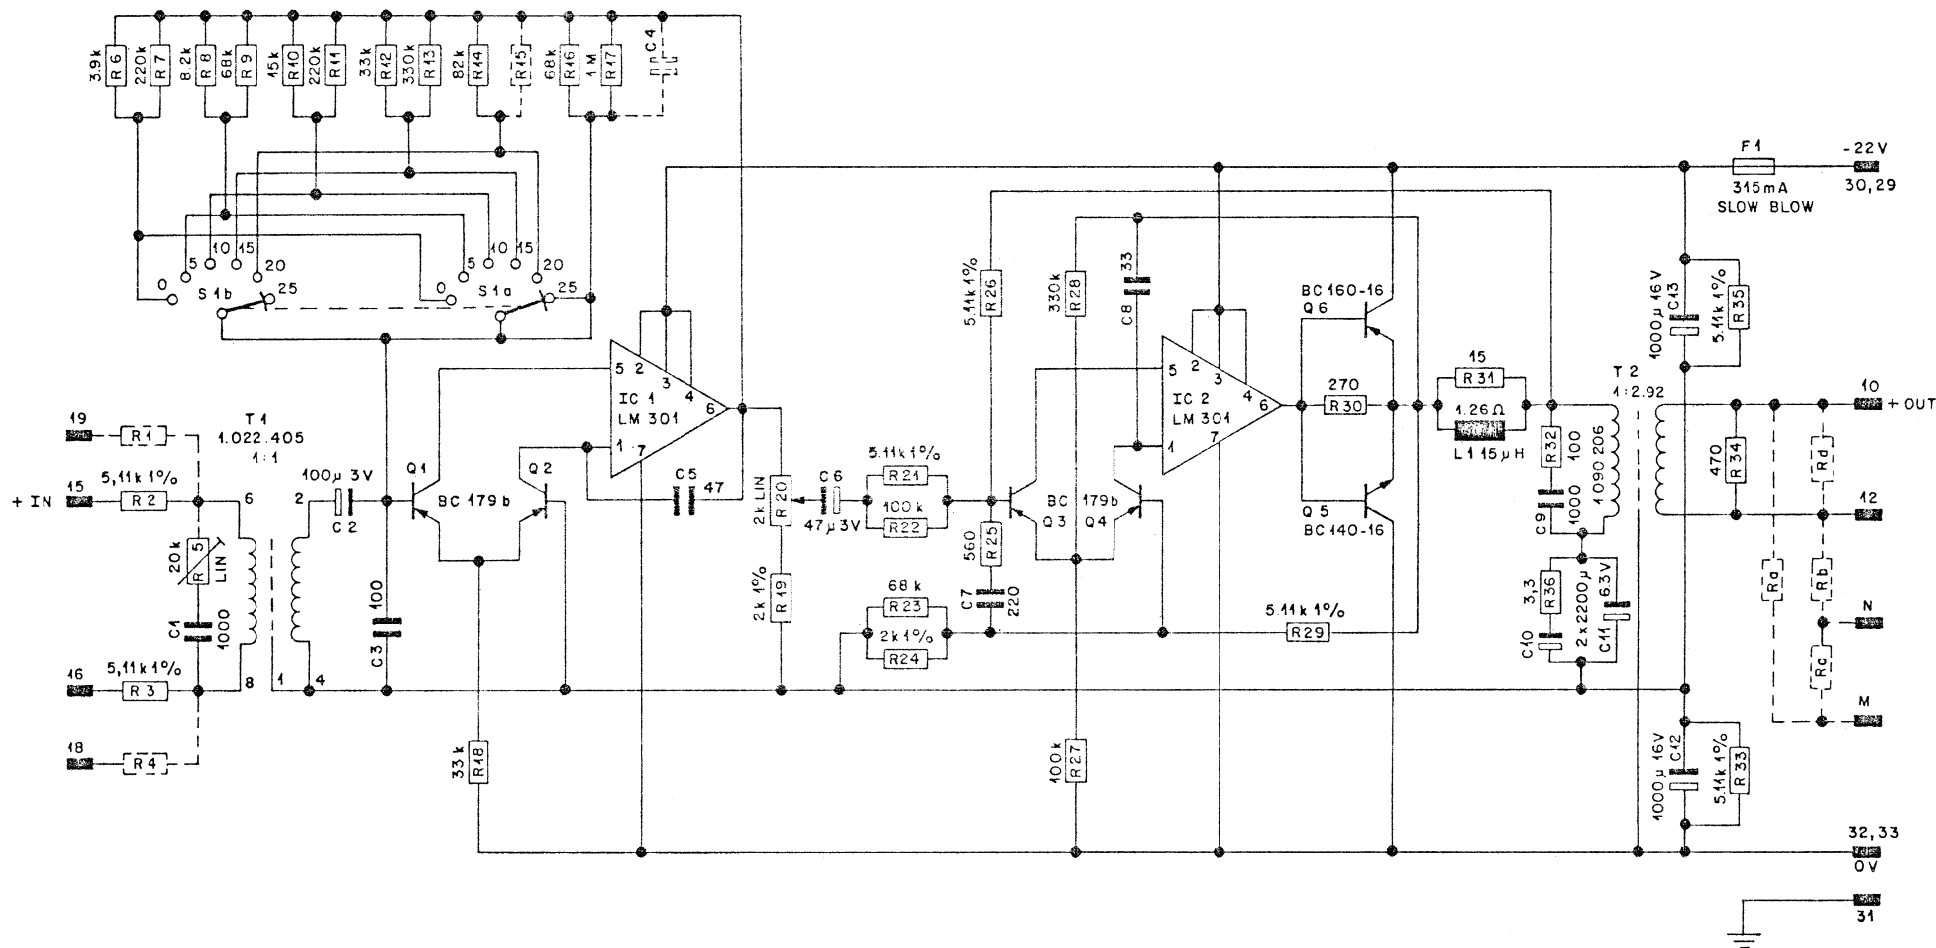 3.9k R6
220k R7
8.2k R8
68k R9
15k R10
220k R11
33k R12
330k R13
82k R14
R15
68k R16
1M R17
C4
0 5 10 15 20 25
S1b
0 5 10 15 20 25
S1a
F1
315mA
SLOW BLOW
-22V
30,29
19
R1
T1
1.022.405
1:1
5,11k 1%
15
+ IN
R2
6
2
100µ 3V
C2
20k
R5
LIN
C1
1000
16
5,11k 1%
R3
8
1
4
18
R4
C3
100
Q1
Q2
BC 179b
33k
R18
5 2
3
4
IC 1
LM 301
6
1
7
C5
47
2k LIN
R20
2k 1%
R19
C6
47µ3V
5.11k 1%
R21
100k
R22
68k
R23
2k 1%
R24
5.11k 1%
R26
330k
R28
33
C8
560
R25
C7
220
BC 179b
Q3 Q4
100k
R27
5
2
3
4
IC 2
LM 301
6
1
7
BC160-16
Q6
270
R30
Q5
BC140-16
5.11k 1%
R29
15
R31
1.26Ω
L1 15µH
R32
100
C9
1000
1.090.206
T2
1:2.92
3,3
R36
C10
2x2200µ
6.3V
C11
1000µ 16V
C13
5.11k 1%
R35
470
R34
Rd
Ra
Rb
Rc
10
+OUT
12
N
M
1000µ 16V
C12
5.11k 1%
R33
32,33
0V
31